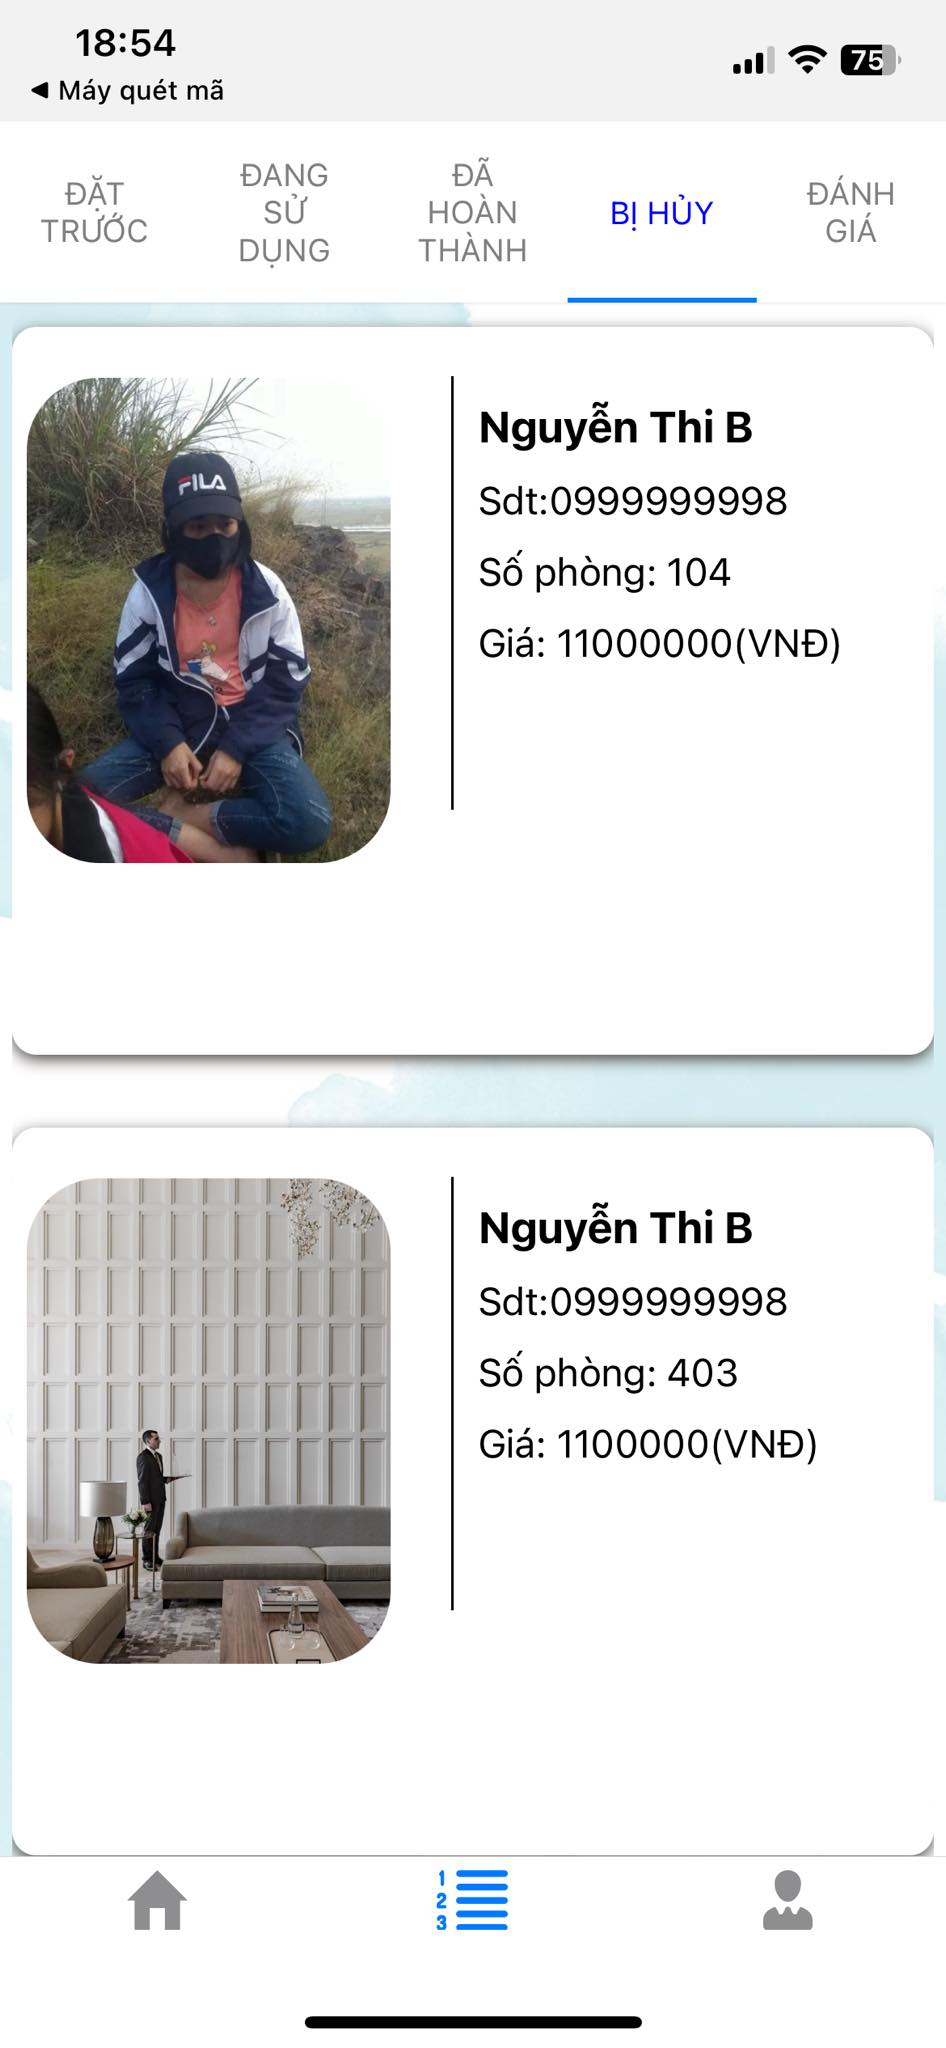 18:54
75
◀ Máy quét mã
ĐẶT
TRƯỚC
ĐANG
SỬ
DỤNG
ĐÃ
HOÀN
THÀNH
BỊ HỦY
ĐÁNH
GIÁ
FILA
Nguyễn Thi B
Sdt:0999999998
Số phòng: 104
Giá: 11000000(VNĐ)
Nguyễn Thi B
Sdt:0999999998
Số phòng: 403
Giá: 1100000(VNĐ)
1
2
3